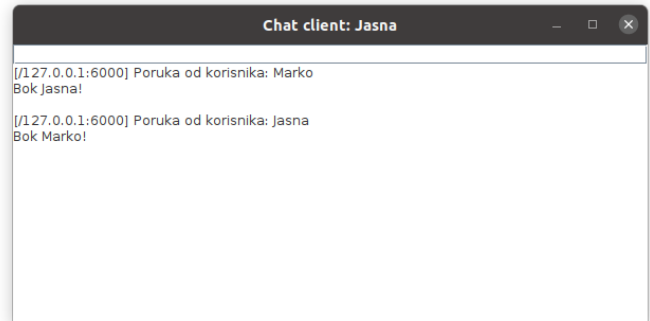 Chat client: Jasna
[/127.0.0.1:6000] Poruka od korisnika: Marko
Bok Jasna!
[/127.0.0.1:6000] Poruka od korisnika: Jasna
Bok Marko!